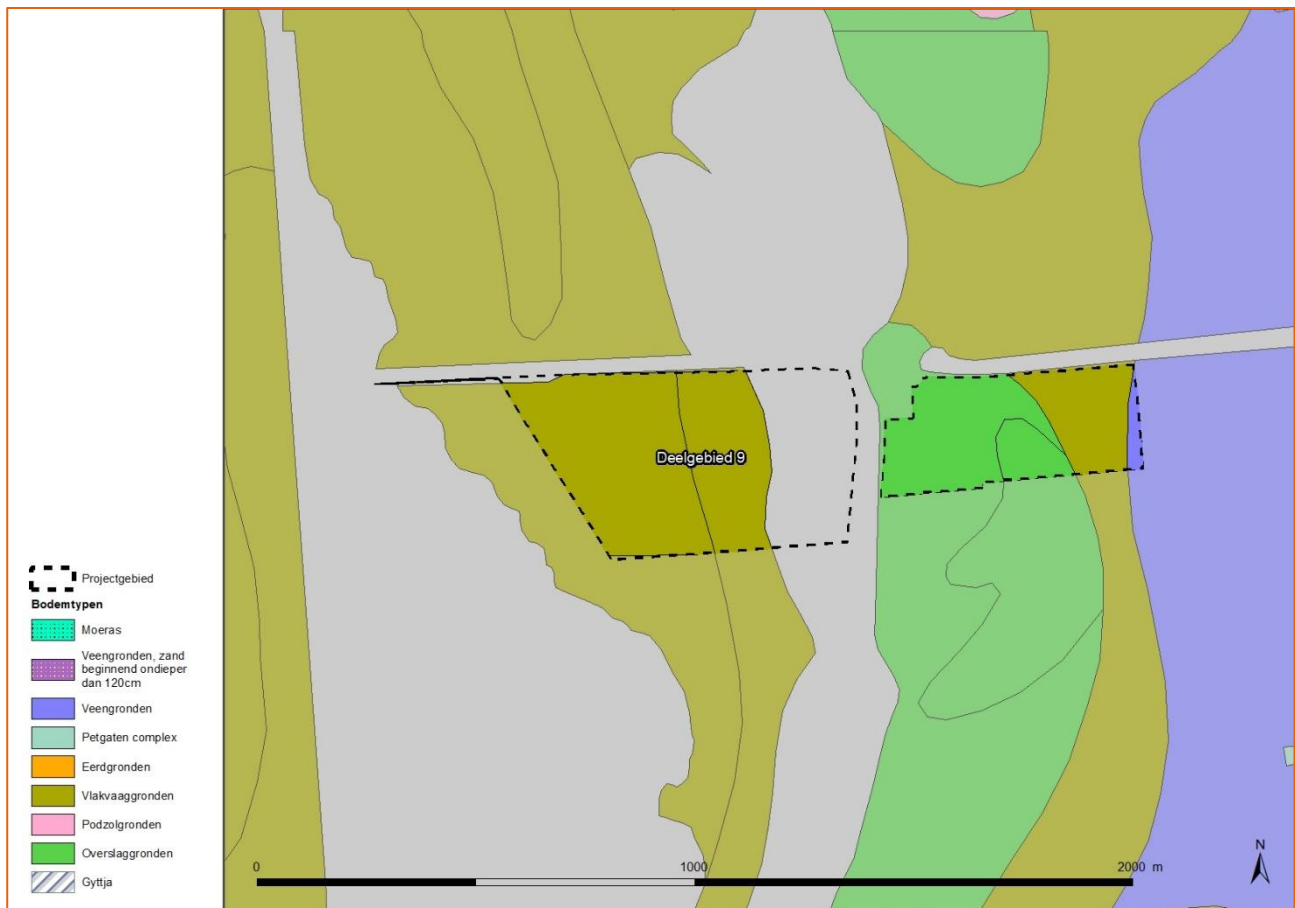 Deelgebied 9
Projectgebied
Bodemtypen
Moeras
Veengronden, zand
beginnend ondieper
dan 120cm
Veengronden
Petgaten complex
Eerdgronden
Vlakvaaggronden
Podzolgronden
Overslaggronden
Gyttja
0
1000
2000 m
N